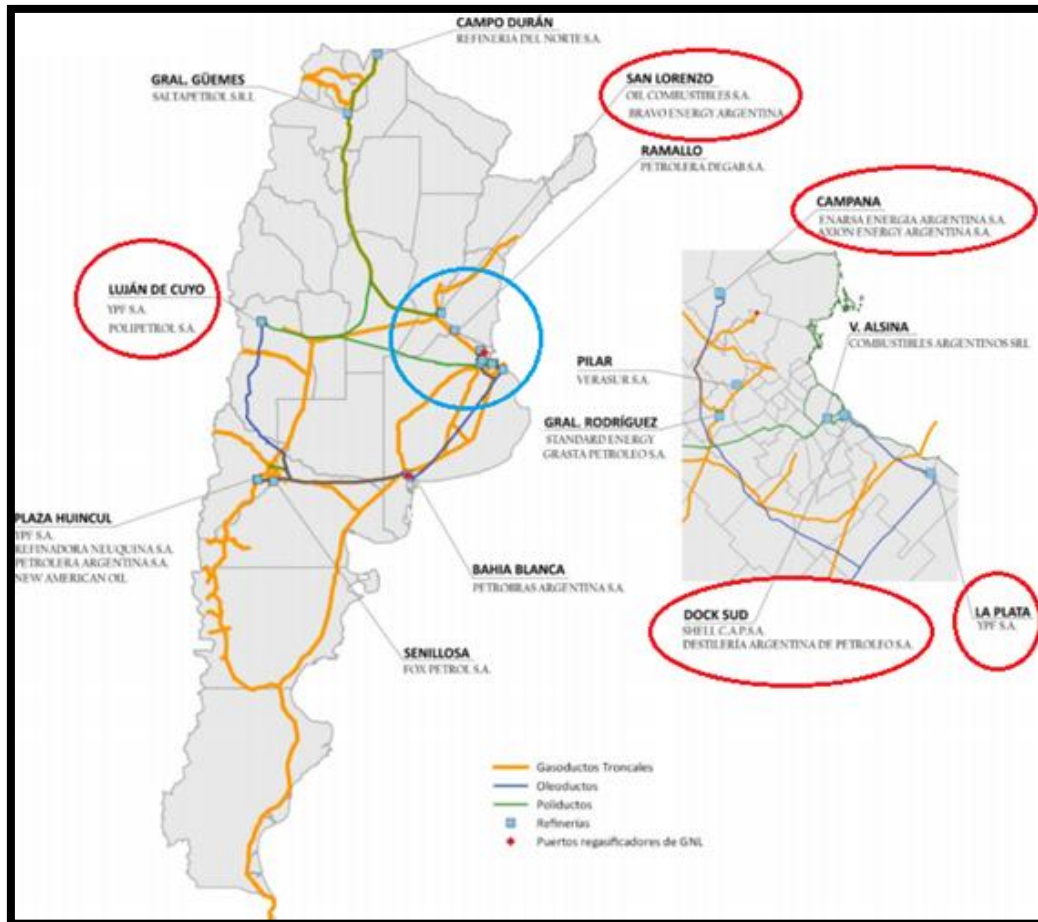 CAMPO DURÁN
REFINERIA DEL NORTE S.A.
GRAL. GÜEMES
SALTAPETROL S.R.L
SAN LORENZO
OIL COMBUSTIBLES S.A.
BRAVO ENERGY ARGENTINA
RAMALLO
PETROLERA DEGAB S.A.
CAMPANA
ENARSA ENERGIA ARGENTINA S.A.
AXION ENERGY ARGENTINA S.A.
LUJÁN DE CUYO
YPF S.A.
POLIPETROL S.A.
V. ALSINA
COMBUSTIBLES ARGENTINOS SRL
PILAR
VERASUR S.A.
GRAL. RODRÍGUEZ
STANDARD ENERGY
GRASTA PETROLEO S.A.
PLAZA HUINCUL
YPF S.A.
REFINADORA NEUQUINA S.A.
PETROLERA ARGENTINA S.A.
NEW AMERICAN OIL
BAHIA BLANCA
PETROBRAS ARGENTINA S.A.
SENILLOSA
FOX PETROL S.A.
DOCK SUD
SHELL C.A.P.S.A.
DESTILERÍA ARGENTINA DE PETROLEO S.A.
LA PLATA
YPF S.A.
Gasoductos Troncales
Oleoductos
Poliductos
Refinerías
Puertos regasificadores de GNL